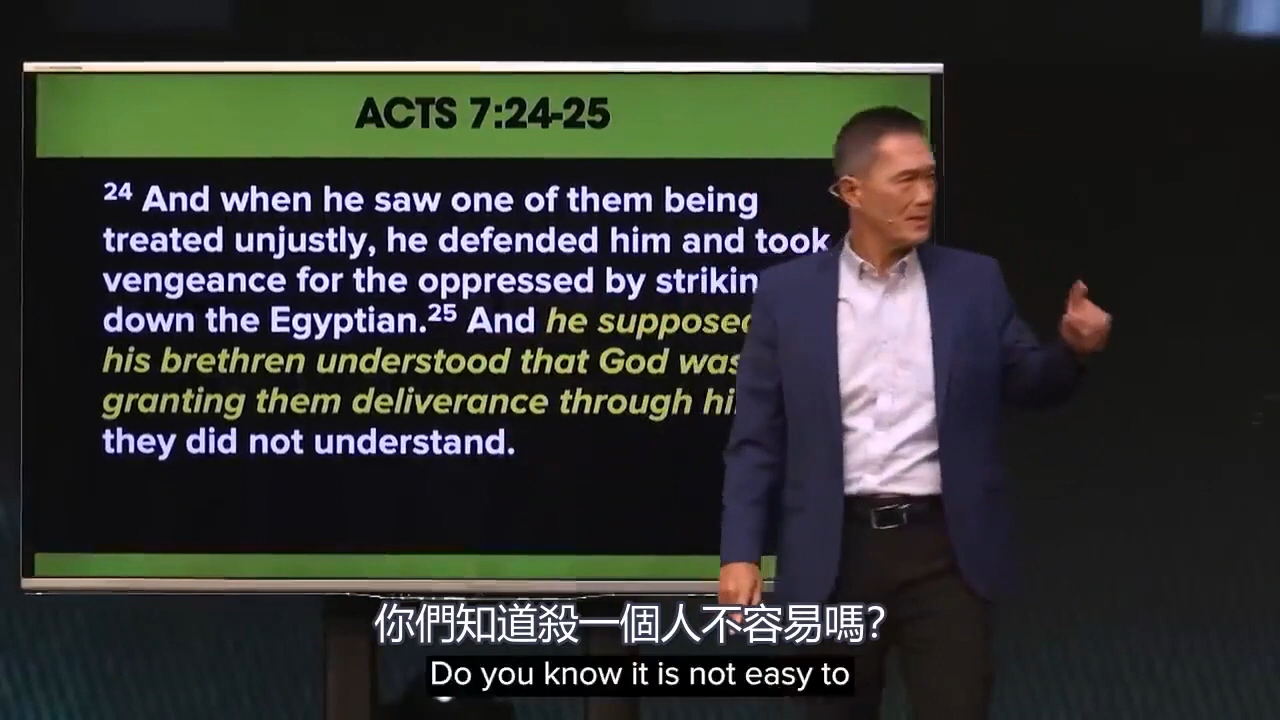 ACTS 7:24-25
24 And when he saw one of them being
treated unjustly, he defended him and took
vengeance for the oppressed by
down the Egyptian.25 And he
his brethren understood that God was
granting them deliverance through
they did not understand.
你們知道殺一個人不容易嗎?
Do you know it is not easy to